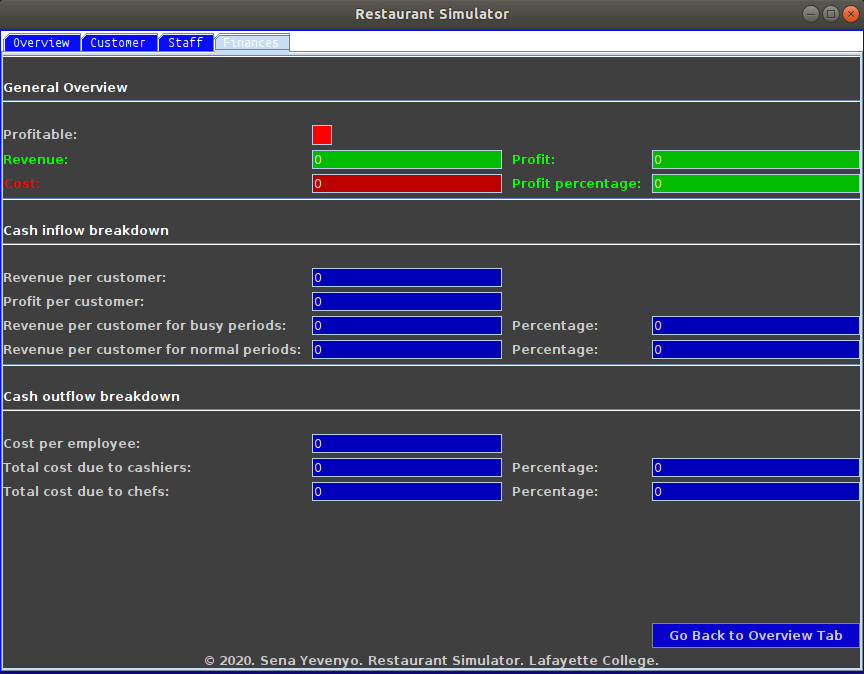 Restaurant Simulator
Overview Customer Staff Finances
General Overview
Profitable:
Revenue: 0 Profit: 0
Cost: 0 Profit percentage: 0
Cash inflow breakdown
Revenue per customer: 0
Profit per customer: 0
Revenue per customer for busy periods: 0 Percentage: 0
Revenue per customer for normal periods: 0 Percentage: 0
Cash outflow breakdown
Cost per employee: 0
Total cost due to cashiers: 0 Percentage: 0
Total cost due to chefs: 0 Percentage: 0
Go Back to Overview Tab
© 2020. Sena Yevenyo. Restaurant Simulator. Lafayette College.